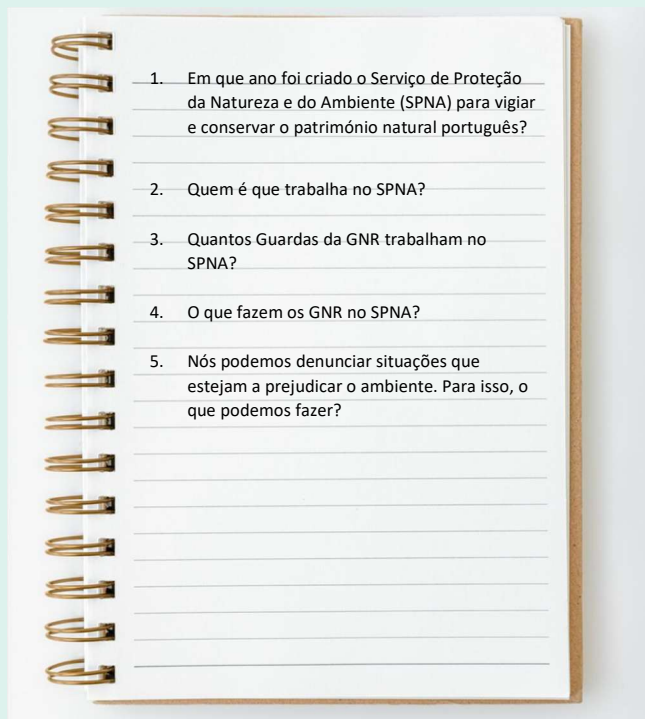 1. Em que ano foi criado o Serviço de Proteção
da Natureza e do Ambiente (SPNA) para vigiar
e conservar o património natural português?
2. Quem é que trabalha no SPNA?
3. Quantos Guardas da GNR trabalham no
SPNA?
4. O que fazem os GNR no SPNA?
5. Nós podemos denunciar situações que
estejam a prejudicar o ambiente. Para isso, o
que podemos fazer?